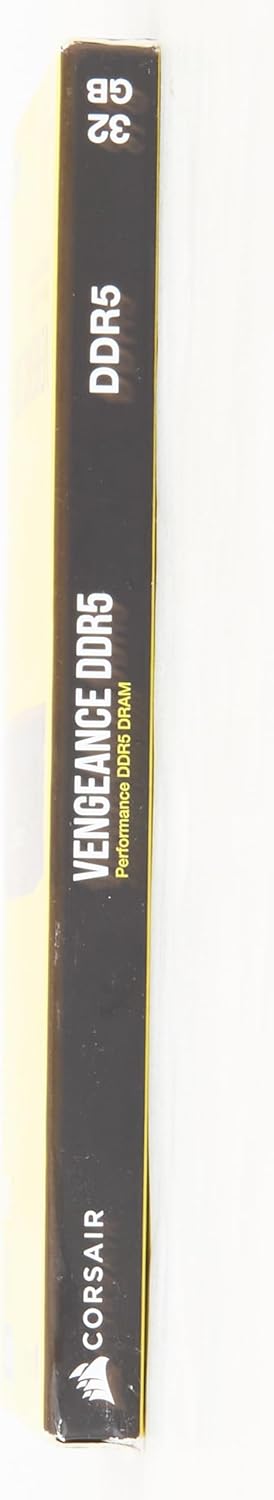 CORSAIR
VENGEANCE DDR5
Performance DDR5 DRAM
DDR5
32
GB